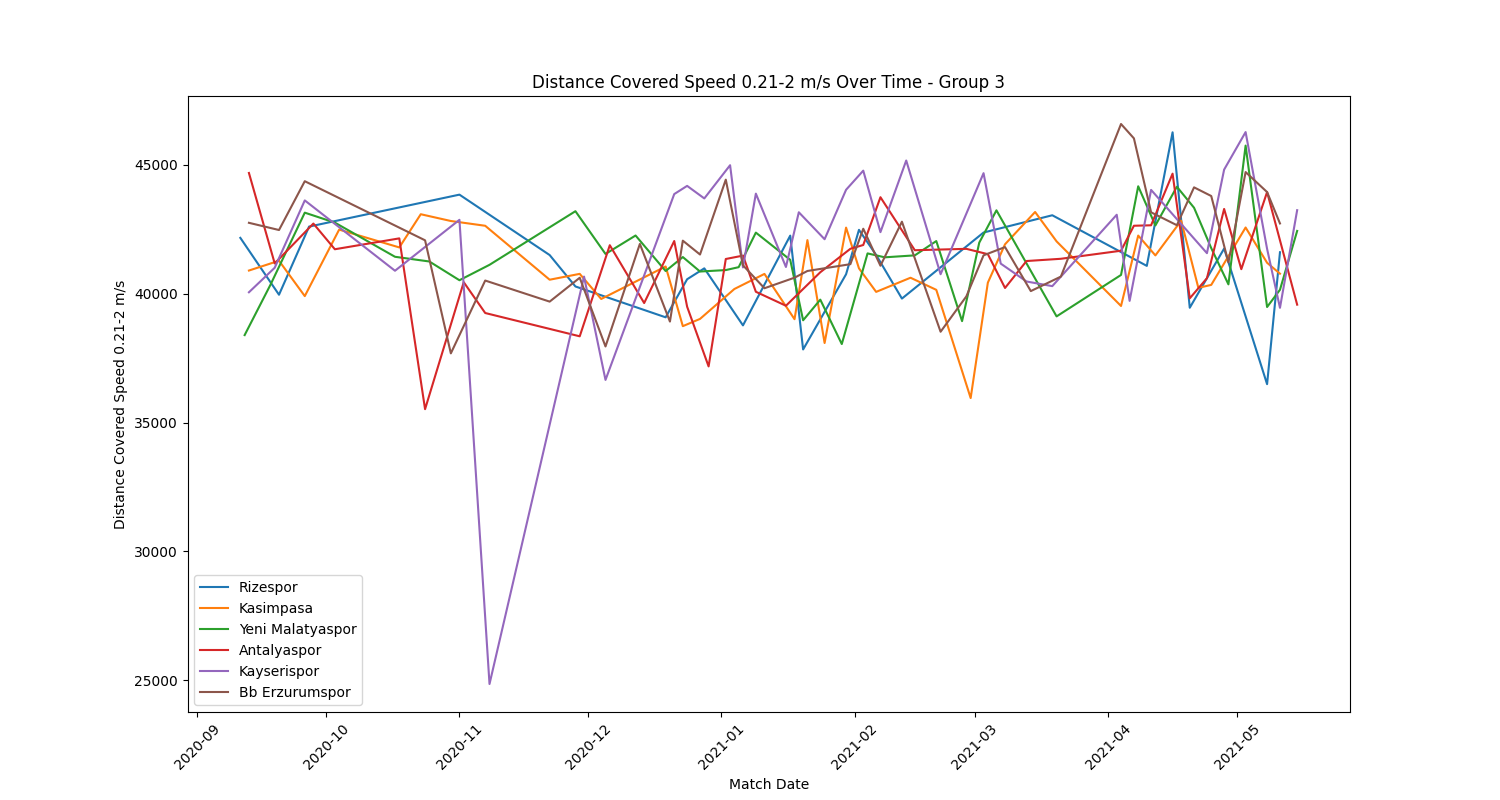 Distance Covered Speed 0.21-2 m/s Over Time - Group 3
Distance Covered Speed 0.21-2 m/s
45000
40000
35000
30000
25000
Rizespor
Kasimpasa
Yeni Malatyaspor
Antalyaspor
Kayserispor
Bb Erzurumspor
2020-09
2020-10
2020-11
2020-12
2021-01
2021-02
2021-03
2021-04
2021-05
Match Date